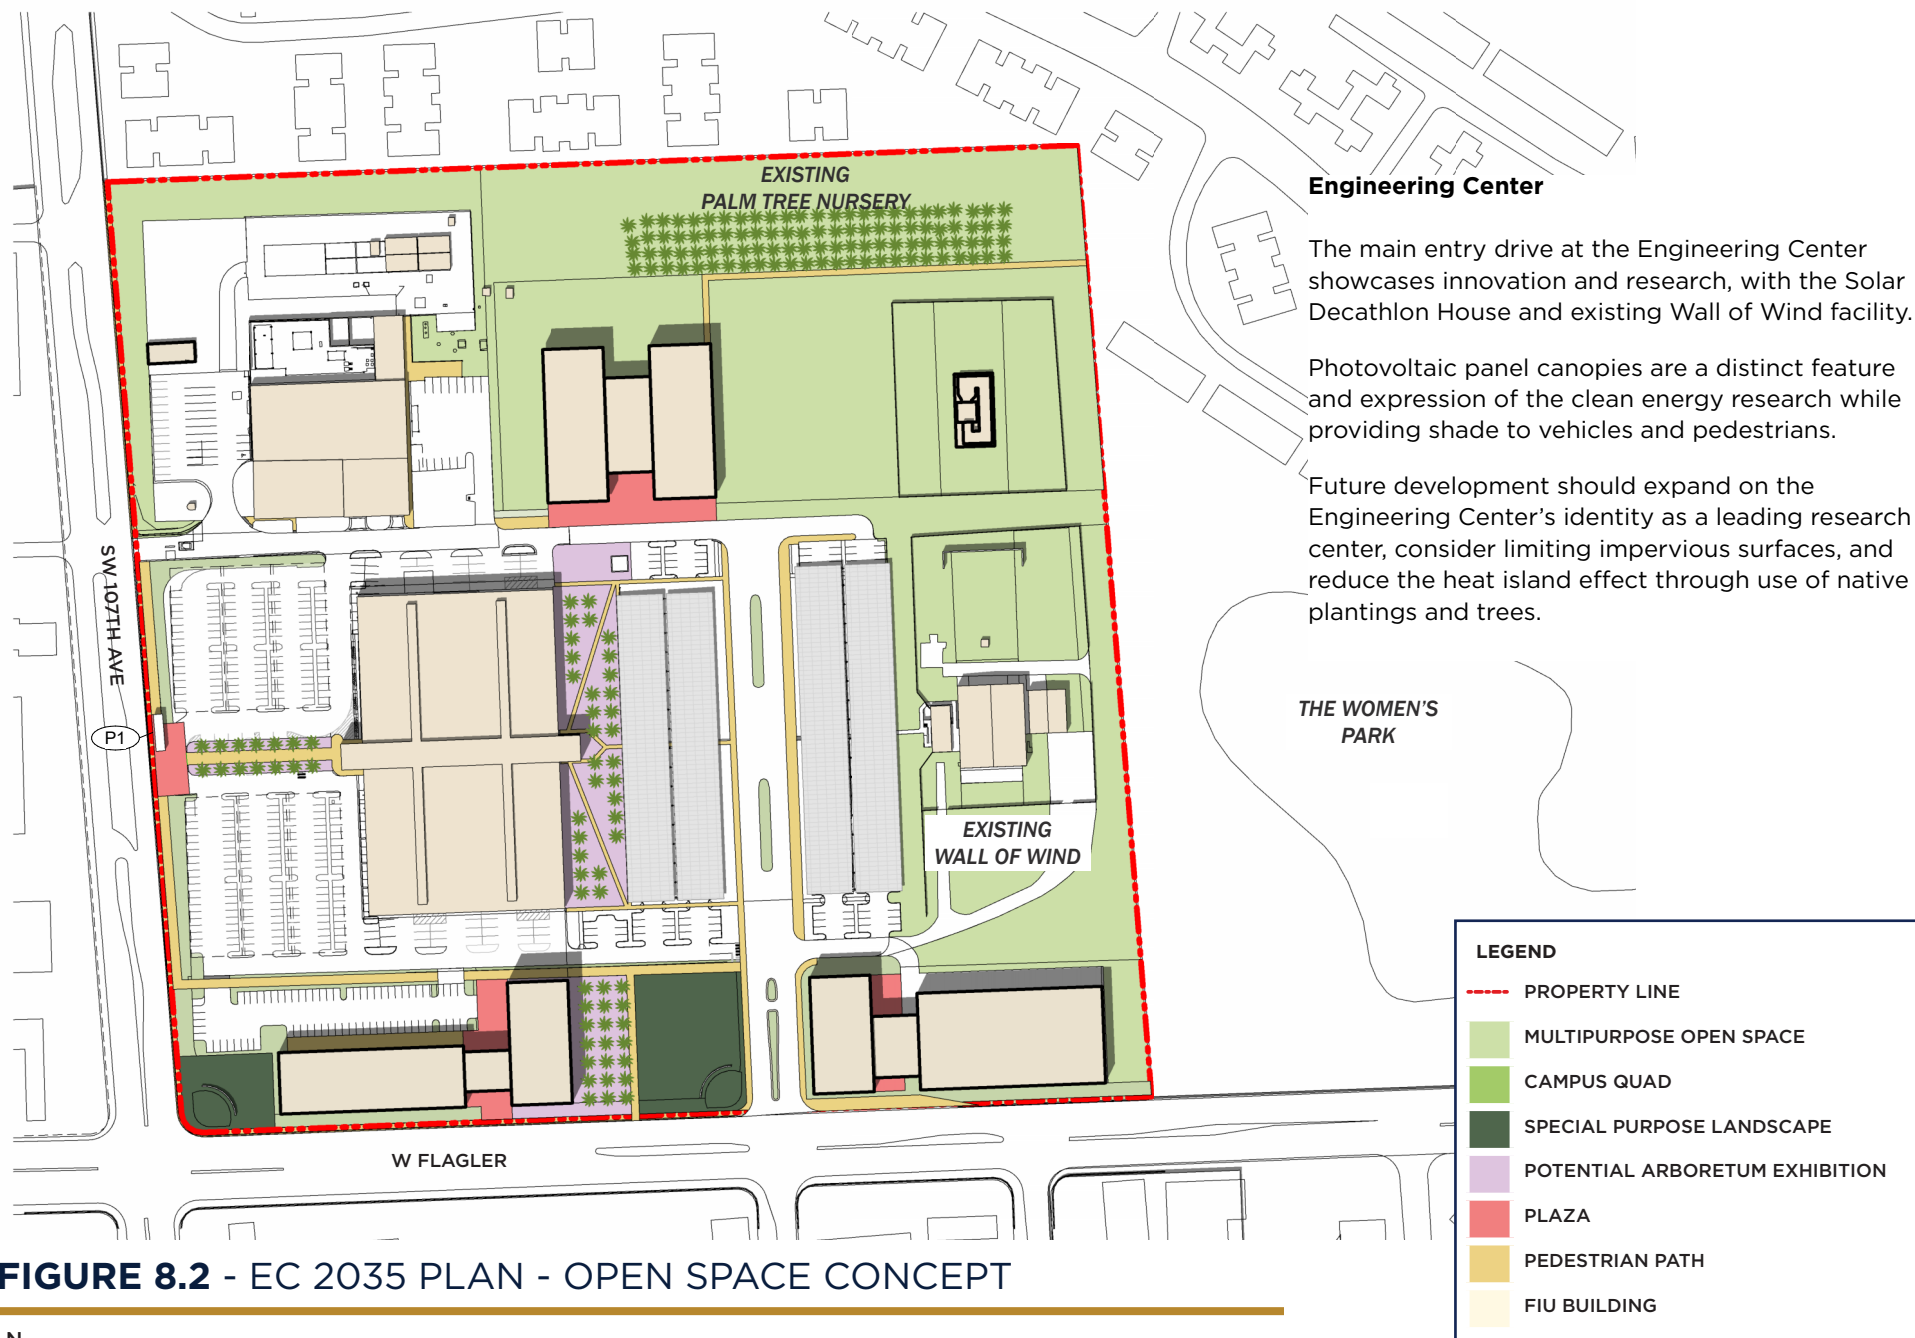 EXISTING
PALM TREE NURSERY
Engineering Center
The main entry drive at the Engineering Center
showcases innovation and research, with the Solar
Decathlon House and existing Wall of Wind facility.
Photovoltaic panel canopies are a distinct feature
and expression of the clean energy research while
providing shade to vehicles and pedestrians.
Future development should expand on the
Engineering Center’s identity as a leading research
center, consider limiting impervious surfaces, and
reduce the heat island effect through use of native
plantings and trees.
SW 107TH AVE
P1
THE WOMEN'S
PARK
EXISTING
WALL OF WIND
W FLAGLER
LEGEND
PROPERTY LINE
MULTIPURPOSE OPEN SPACE
CAMPUS QUAD
SPECIAL PURPOSE LANDSCAPE
POTENTIAL ARBORETUM EXHIBITION
PLAZA
PEDESTRIAN PATH
FIU BUILDING
FIGURE 8.2 - EC 2035 PLAN - OPEN SPACE CONCEPT
N